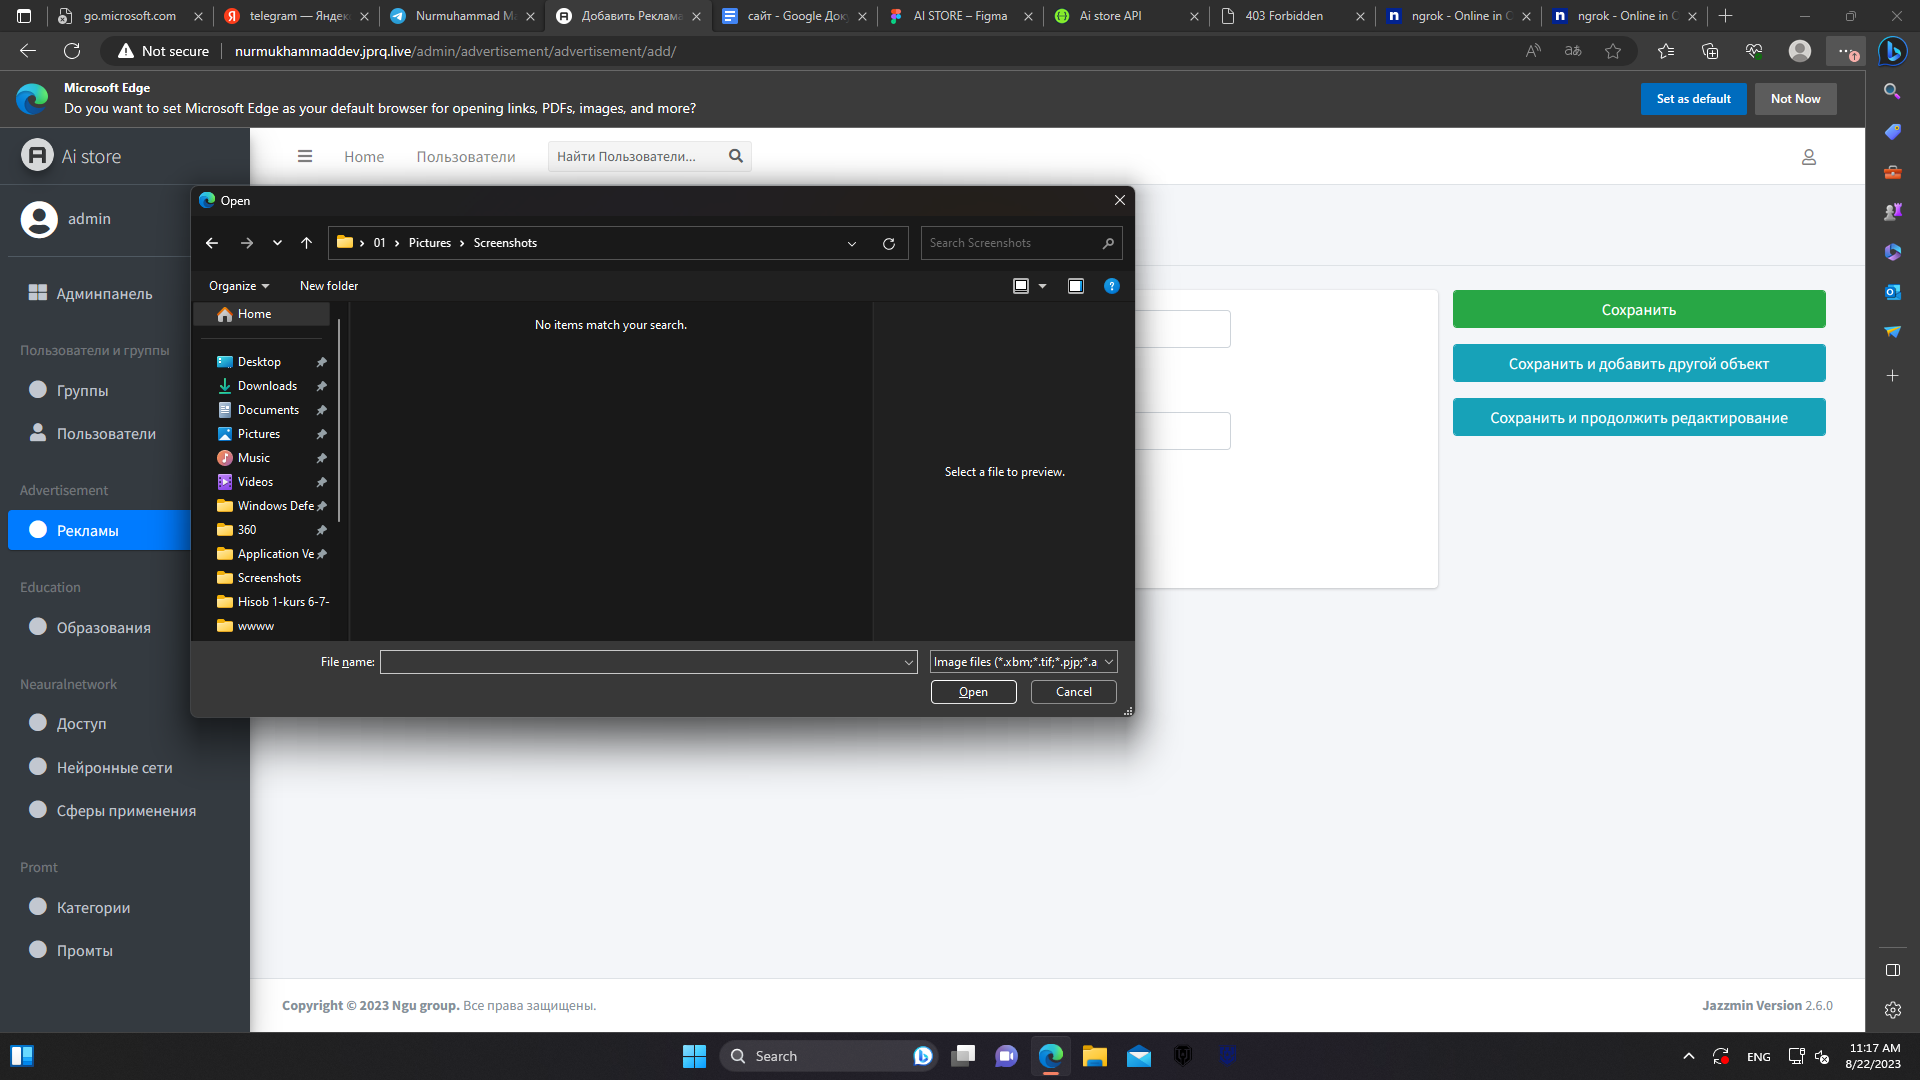 go.microsoft.com
telegram — Яндек
Nurmuhammad Ma
Добавить Реклама
сайт - Google Док
AI STORE – Figma
Ai store API
403 Forbidden
ngrok - Online in C
ngrok - Online in C
Not secure
nurmukhammaddev.jprq.live/admin/advertisement/advertisement/add/
Microsoft Edge
Do you want to set Microsoft Edge as your default browser for opening links, PDFs, images, and more?
Set as default
Not Now
Ai store
Home
Пользователи
Найти Пользователи...
admin
Админпанель
Пользователи и группы
Группы
Пользователи
Advertisement
Рекламы
Education
Образования
Neauralnetwork
Доступ
Нейронные сети
Сферы применения
Promt
Категории
Промты
Open
01 › Pictures › Screenshots
Search Screenshots
Organize
New folder
Home
Desktop
Downloads
Documents
Pictures
Music
Videos
Windows Defe
360
Application Ve
Screenshots
Hisob 1-kurs 6-7-
wwww
No items match your search.
Select a file to preview.
File name:
Image files (*.xbm;*.tif;*.pjp;*.a
Open
Cancel
Сохранить
Сохранить и добавить другой объект
Сохранить и продолжить редактирование
Copyright © 2023 Ngu group. Все права защищены.
Jazzmin Version 2.6.0
Search
ENG
11:17 AM
8/22/2023